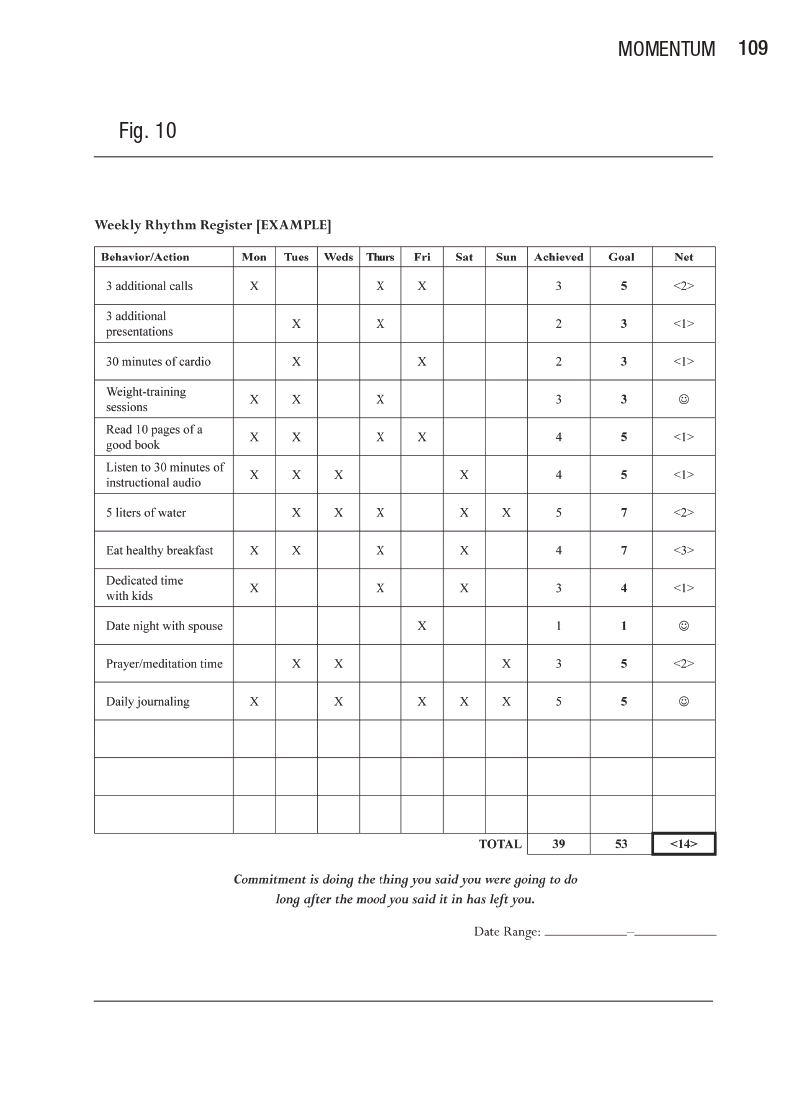 MOMENTUM 109
Fig. 10
Weekly Rhythm Register [EXAMPLE]
Behavior/Action Mon Tues Weds Thurs Fri Sat Sun Achieved Goal Net
3 additional calls X X X 3 5 <2>
3 additional
presentations X X 2 3 <1>
30 minutes of cardio X X 2 3 <1>
Weight-training
sessions X X X 3 3 ☺
Read 10 pages of a
good book X X X X 4 5 <1>
Listen to 30 minutes of
instructional audio X X X X 4 5 <1>
5 liters of water X X X X X 5 7 <2>
Eat healthy breakfast X X X X 4 7 <3>
Dedicated time
with kids X X X 3 4 <1>
Date night with spouse X 1 1 ☺
Prayer/meditation time X X X 3 5 <2>
Daily journaling X X X X X 5 5 ☺
TOTAL 39 53 <14>
Commitment is doing the thing you said you were going to do
long after the mood you said it in has left you.
Date Range: ____________–____________